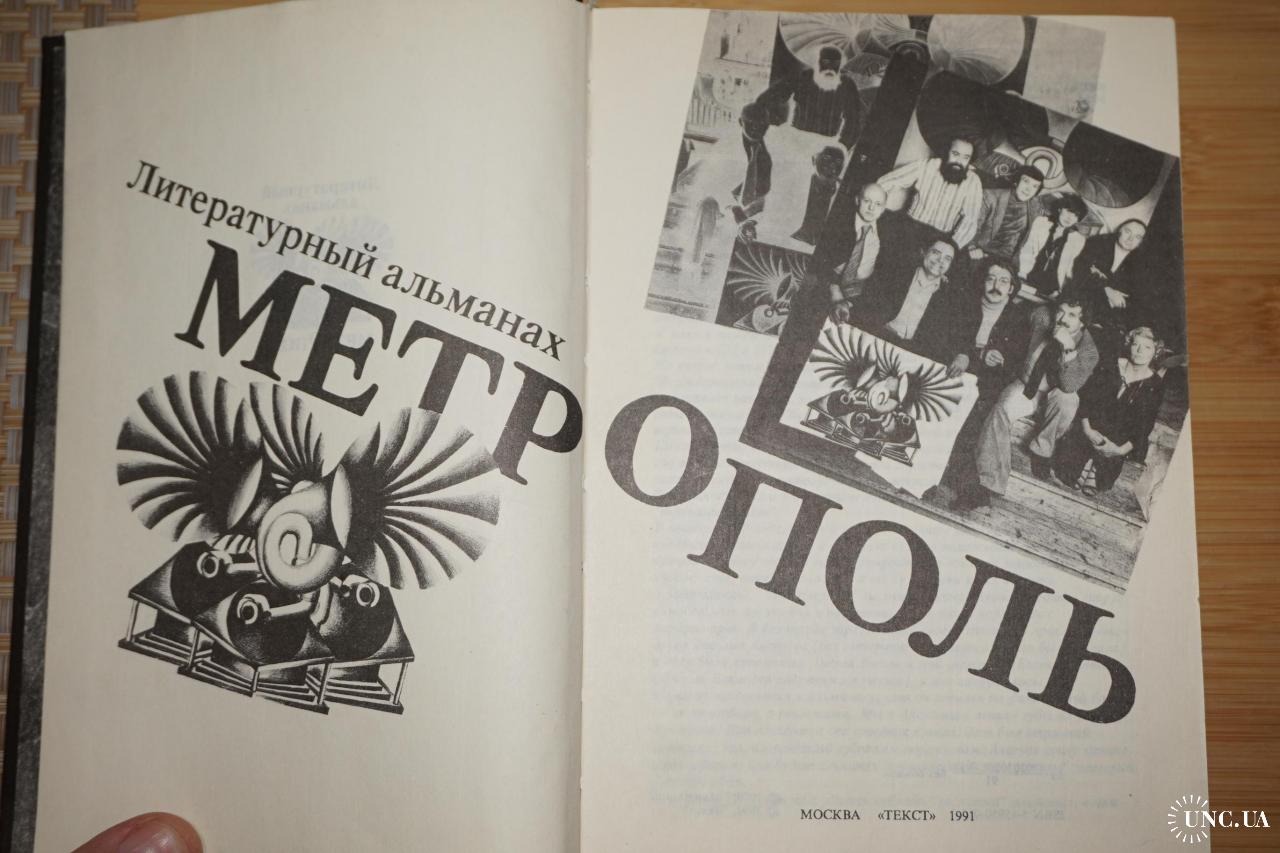 Литературный альманах
МЕТРОПОЛЬ
МОСКВА «ТЕКСТ» 1991
UNC.UA